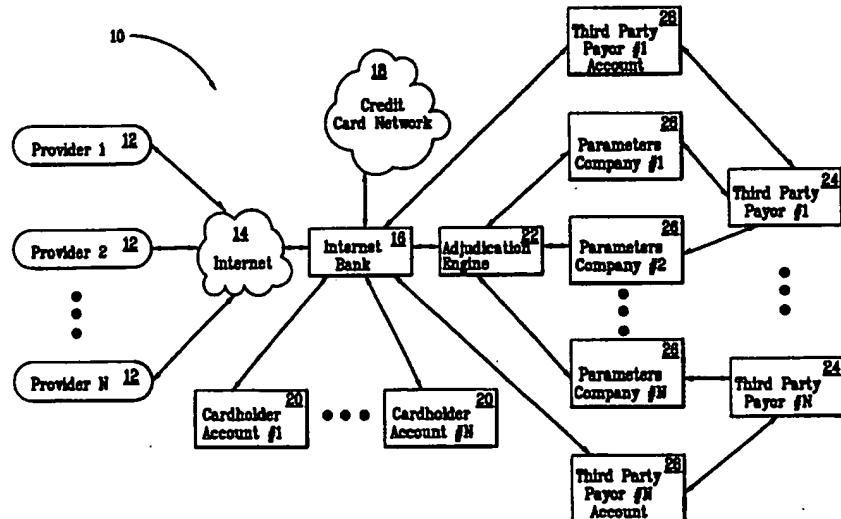 10
18
Credit
Card Network
28
Third Party
Payor #1
Account
Provider 1 12
26
Parameters
Company #1
24
Third Party
Payor #1
Provider 2 12
14
Internet
16
Internet
Bank
22
Adjudication
Engine
26
Parameters
Company #2
Provider N 12
20
Cardholder
Account #1
20
Cardholder
Account #N
26
Parameters
Company #N
24
Third Party
Payor #N
28
Third Party
Payor #N
Account